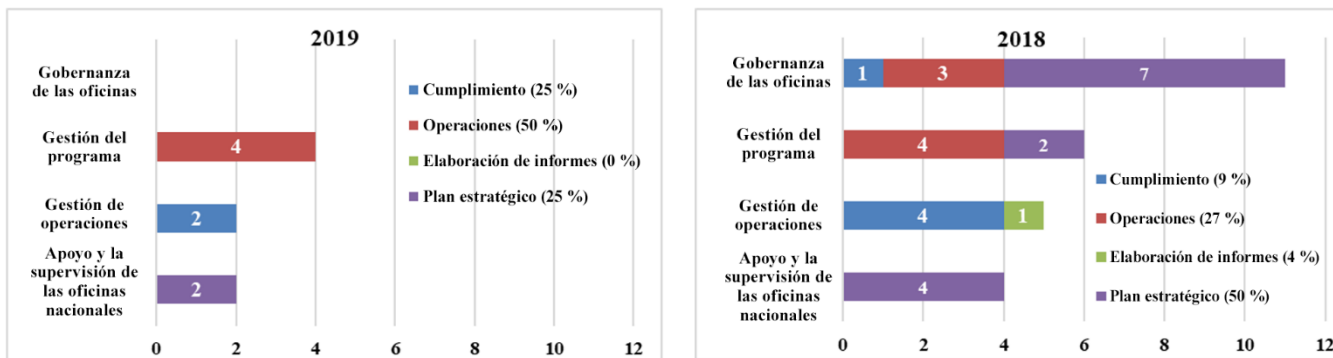 2019
Gobernanza
de las oficinas
Gestión del
programa
Gestión de
operaciones
Apoyo y la
supervisión de
las oficinas
nacionales
4
2
2
Cumplimiento (25 %)
Operaciones (50 %)
Elaboración de informes (0 %)
Plan estratégico (25 %)
0 2 4 6 8 10 12
2018
Gobernanza
de las oficinas
Gestión del
programa
Gestión de
operaciones
Apoyo y la
supervisión de
las oficinas
nacionales
1 3 7
4 2
4 1
4
Cumplimiento (9 %)
Operaciones (27 %)
Elaboración de informes (4 %)
Plan estratégico (50 %)
0 2 4 6 8 10 12